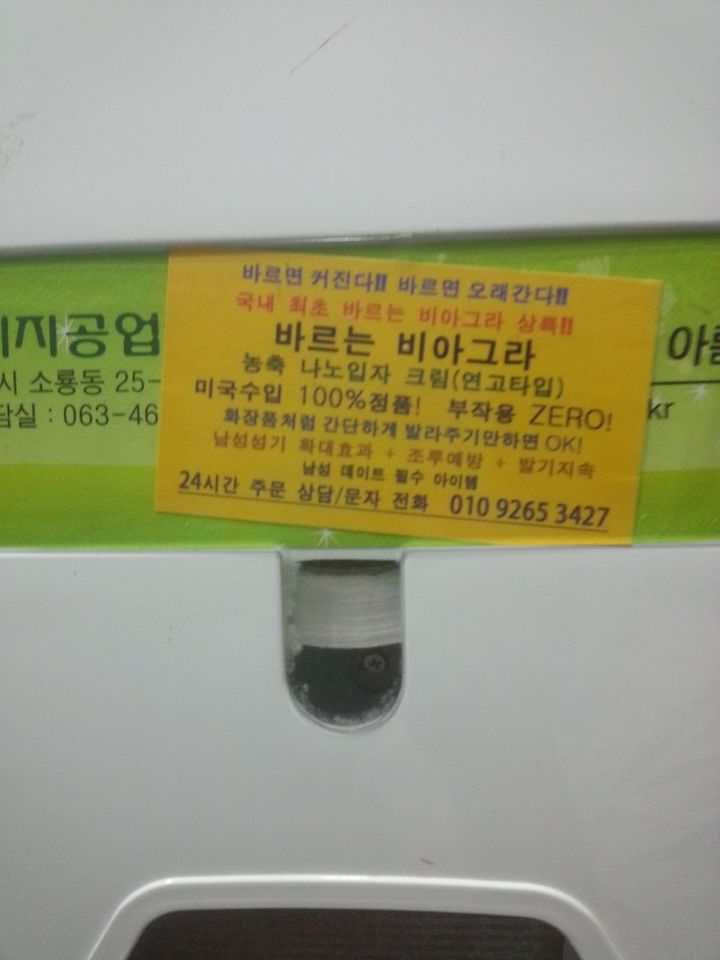 바르면 커진다!! 바르면 오래간다!!
국내 최초 바르는 비아그라 상륙!!
바르는 비아그라
농축 나노입자 크림(연고타입)
미국수입 100%정품! 부작용 ZERO!
화장품처럼 간단하게 발라주기만하면 OK!
남성섬기 확대효과 + 조루예방 + 발기지속
남성 데이트 필수 아이템
24시간 주문 상담/문자 전화 010 9265 3427
지공업
시 소룡동 25-
담실 : 063-46
kr